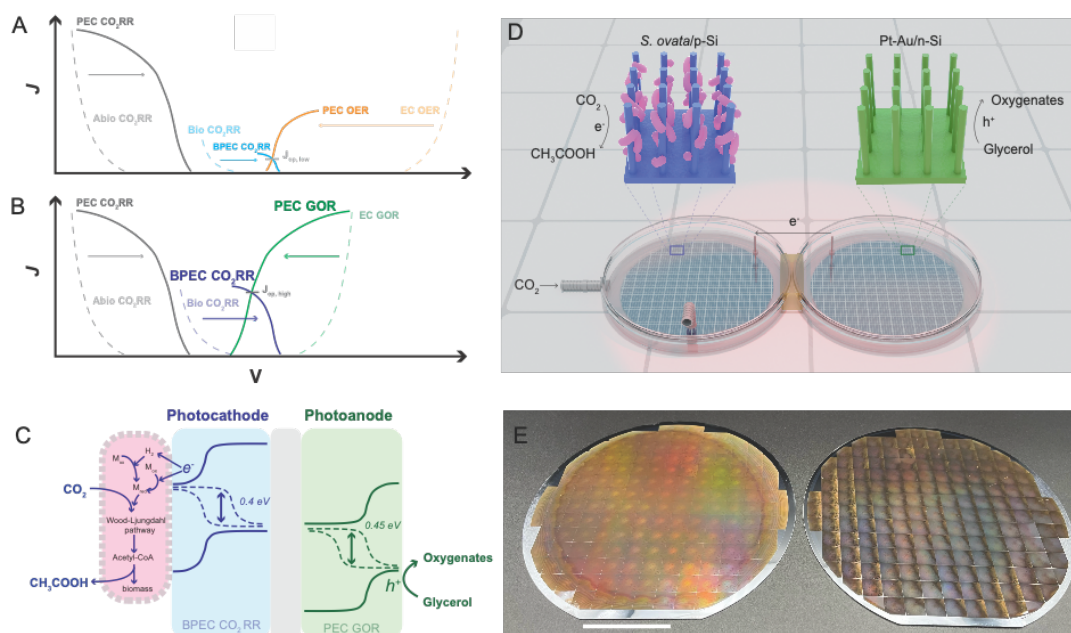 A
PEC CO₂RR
J
Abio CO₂RR
Bio CO₂RR
BPEC CO₂RR
Jop, low
PEC OER
EC OER
B
PEC CO₂RR
J
Abio CO₂RR
BPEC CO₂RR
Bio CO₂RR
Jop, high
PEC GOR
EC GOR
V
C
Photocathode
Photoanode
H₂
Mox
Mox
e⁻
CO₂
0.4 eV
0.45 eV
Wood-Ljungdahl
pathway
Acetyl-CoA
CH₃COOH
biomass
Oxygenates
h⁺
Glycerol
BPEC CO₂RR
PEC GOR
D
S. ovata/p-Si
Pt-Au/n-Si
CO₂
e⁻
CH₃COOH
Oxygenates
h⁺
Glycerol
e⁻
CO₂
E